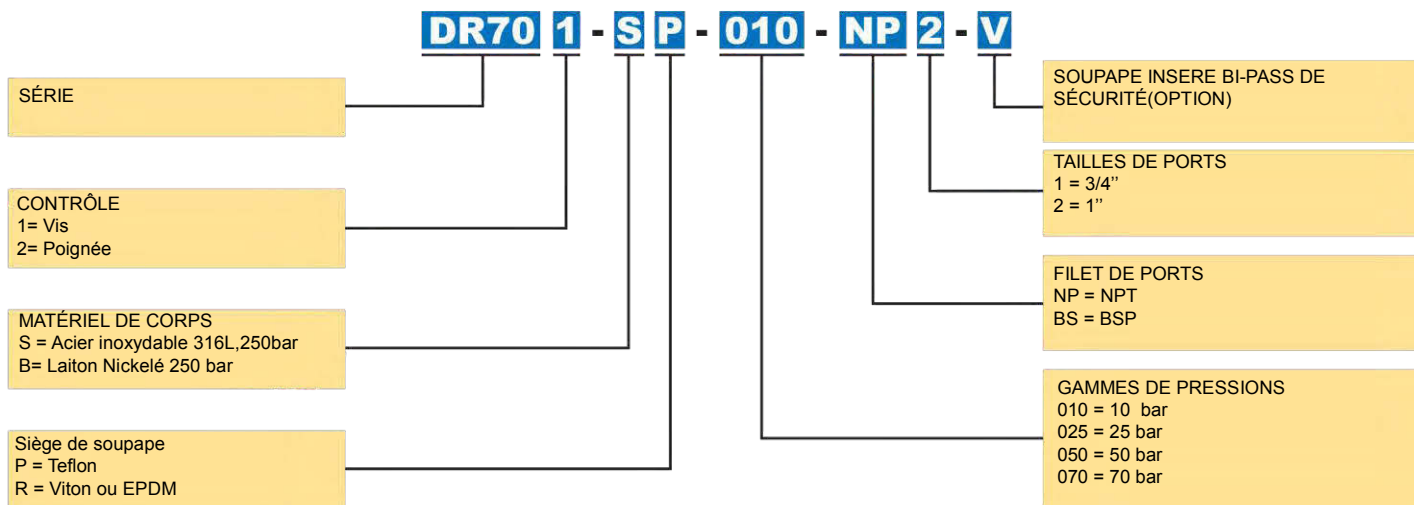 DR70 1 - S P - 010 - NP 2 - V
SÉRIE
CONTRÔLE
1= Vis
2= Poignée
MATÉRIEL DE CORPS
S = Acier inoxydable 316L,250bar
B= Laiton Nickelé 250 bar
Siège de soupape
P = Teflon
R = Viton ou EPDM
SOUPAPE INSERE BI-PASS DE
SÉCURITÉ(OPTION)
TAILLES DE PORTS
1 = 3/4’’
2 = 1’’
FILET DE PORTS
NP = NPT
BS = BSP
GAMMES DE PRESSIONS
010 = 10 bar
025 = 25 bar
050 = 50 bar
070 = 70 bar